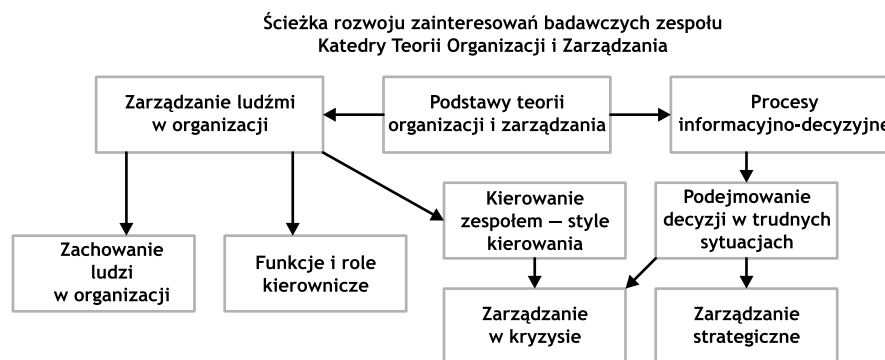 Ścieżka rozwoju zainteresowań badawczych zespołu
Katedry Teorii Organizacji i Zarządzania
Zarządzanie ludźmi
w organizacji
Podstawy teorii
organizacji i zarządzania
Procesy
informacyjno-decyzyjne
Kierowanie
zespołem — style
kierowania
Podejmowanie
decyzji w trudnych
sytuacjach
Zachowanie
ludzi
w organizacji
Funkcje i role
kierownicze
Zarządzanie
w kryzysie
Zarządzanie
strategiczne